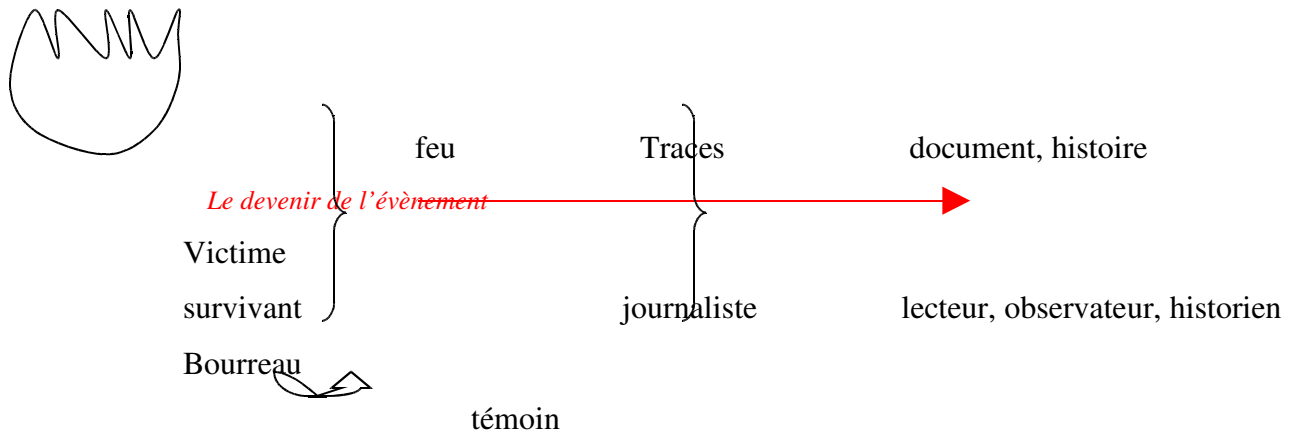 feu Traces document, histoire
Le devenir de l’évènement
Victime
survivant journaliste lecteur, observateur, historien
Bourreau
témoin